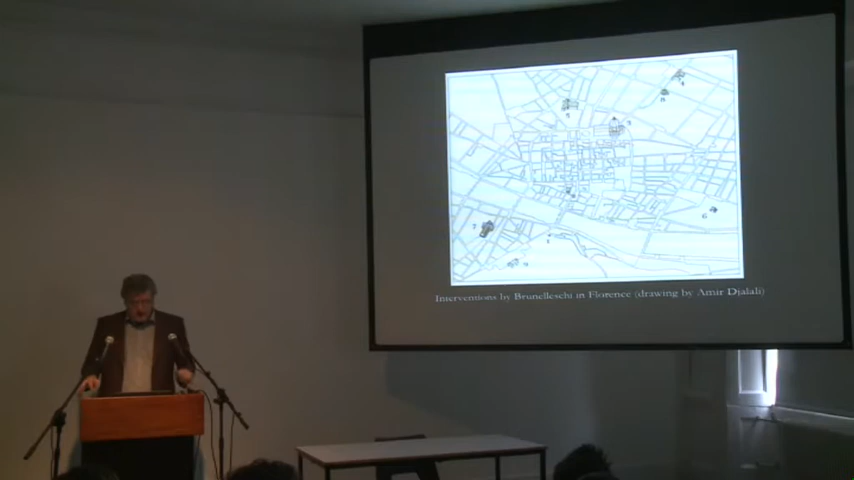 Interventions by Brunelleschi in Florence (drawing by Amir Djalali)